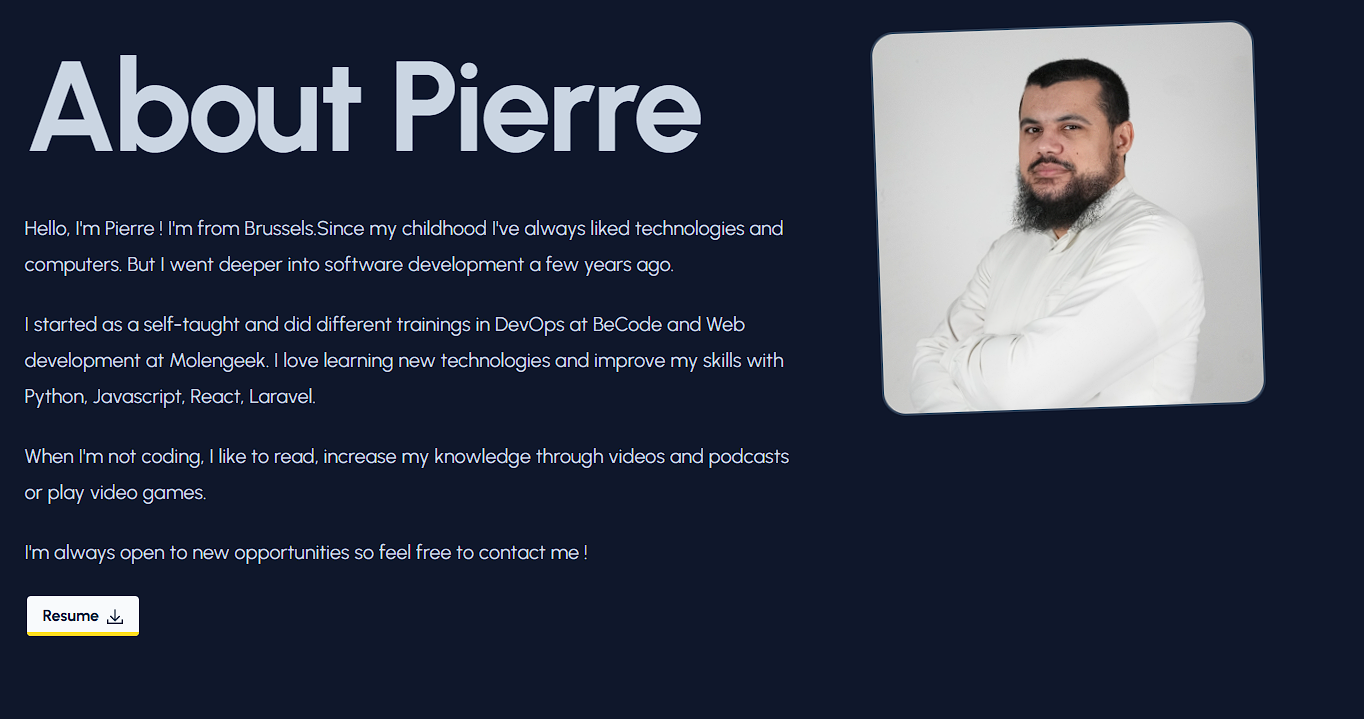 About Pierre
Hello, I'm Pierre ! I'm from Brussels.Since my childhood I've always liked technologies and
computers. But I went deeper into software development a few years ago.
I started as a self-taught and did different trainings in DevOps at BeCode and Web
development at Molengeek. I love learning new technologies and improve my skills with
Python, Javascript, React, Laravel.
When I'm not coding, I like to read, increase my knowledge through videos and podcasts
or play video games.
I'm always open to new opportunities so feel free to contact me !
Resume